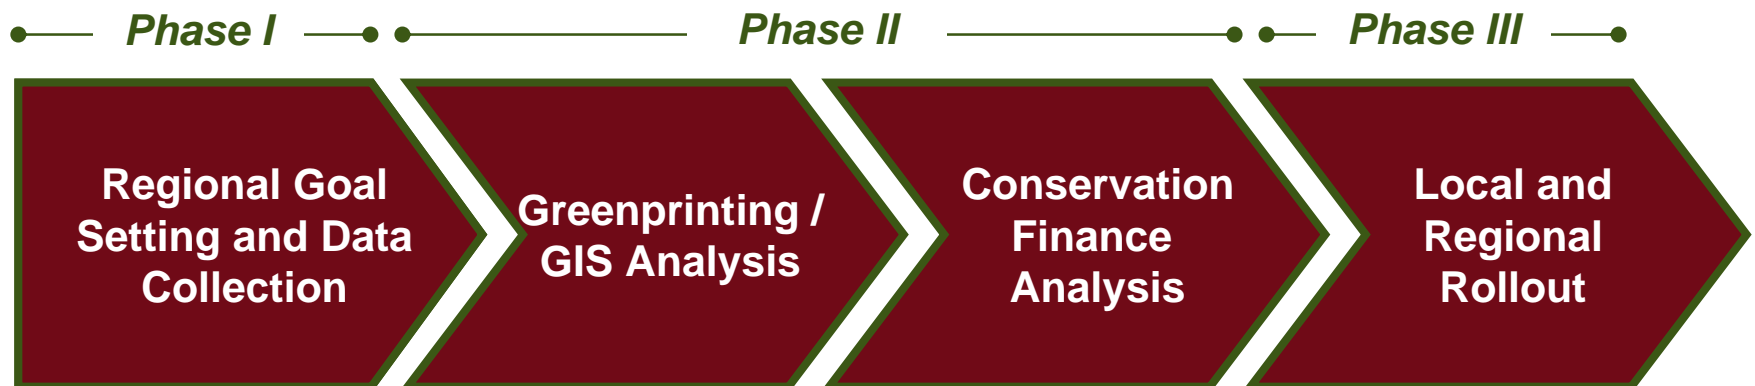 Phase I
Phase II
Phase III
Regional Goal
Setting and Data
Collection
Greenprinting /
GIS Analysis
Conservation
Finance
Analysis
Local and
Regional
Rollout